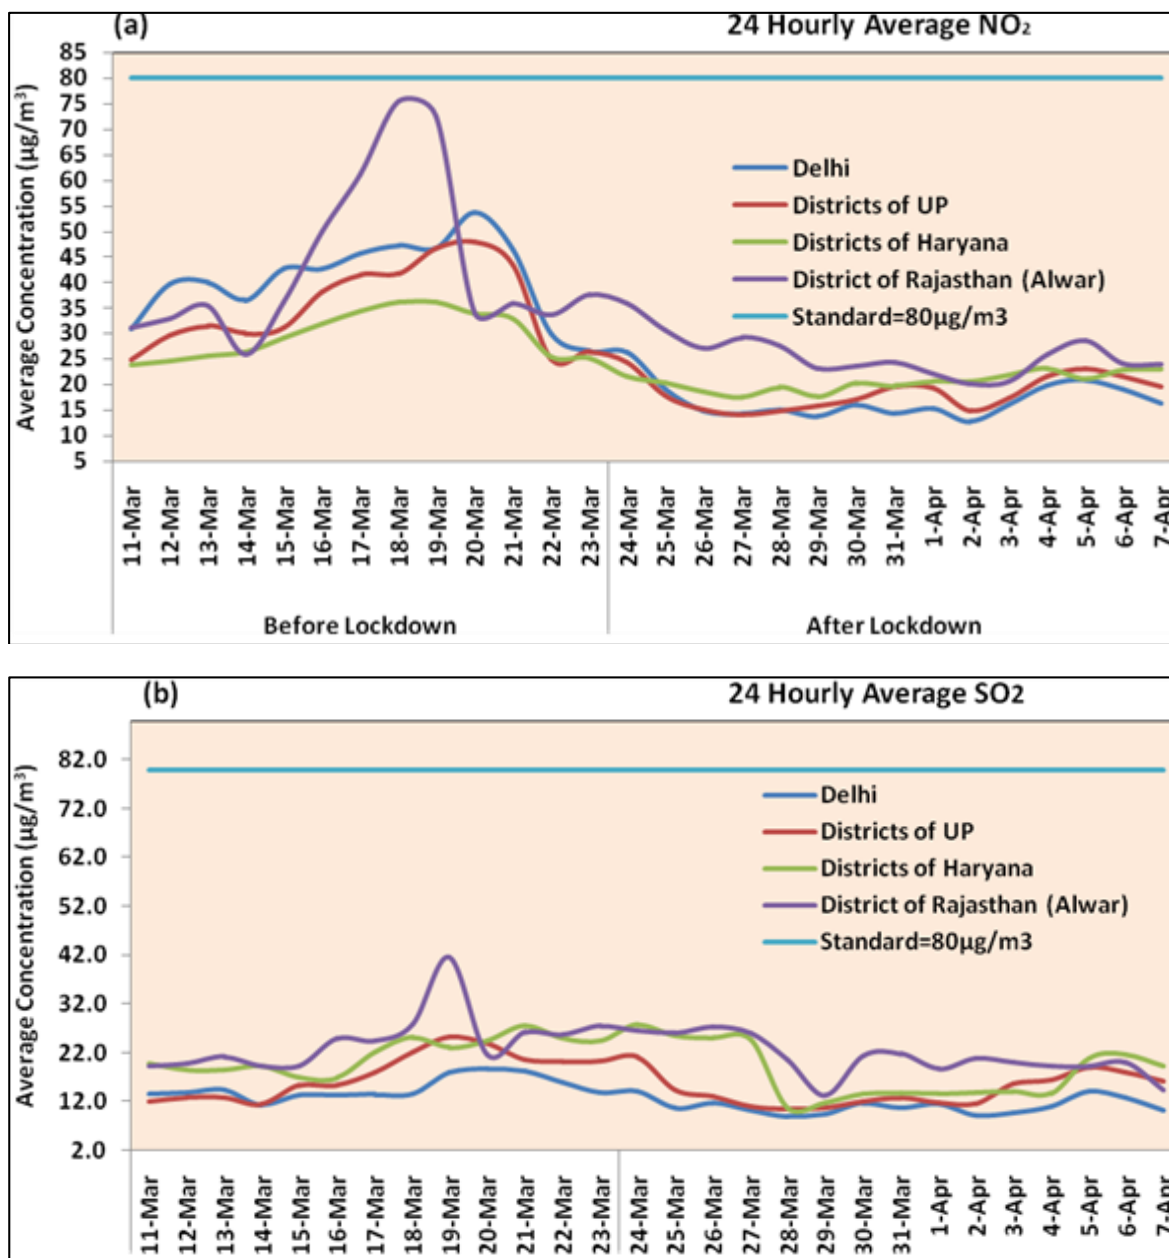 (a)
24 Hourly Average NO₂
Average Concentration (µg/m³)
85
80
75
70
65
60
55
50
45
40
35
30
25
20
15
10
5
Delhi
Districts of UP
Districts of Haryana
District of Rajasthan (Alwar)
Standard=80µg/m3
11-Mar
12-Mar
13-Mar
14-Mar
15-Mar
16-Mar
17-Mar
18-Mar
19-Mar
20-Mar
21-Mar
22-Mar
23-Mar
24-Mar
25-Mar
26-Mar
27-Mar
28-Mar
29-Mar
30-Mar
31-Mar
1-Apr
2-Apr
3-Apr
4-Apr
5-Apr
6-Apr
7-Apr
Before Lockdown
After Lockdown
(b)
24 Hourly Average SO2
Average Concentration (µg/m³)
82.0
72.0
62.0
52.0
42.0
32.0
22.0
12.0
2.0
Delhi
Districts of UP
Districts of Haryana
District of Rajasthan (Alwar)
Standard=80µg/m3
11-Mar
12-Mar
13-Mar
14-Mar
15-Mar
16-Mar
17-Mar
18-Mar
19-Mar
20-Mar
21-Mar
22-Mar
23-Mar
24-Mar
25-Mar
26-Mar
27-Mar
28-Mar
29-Mar
30-Mar
31-Mar
1-Apr
2-Apr
3-Apr
4-Apr
5-Apr
6-Apr
7-Apr